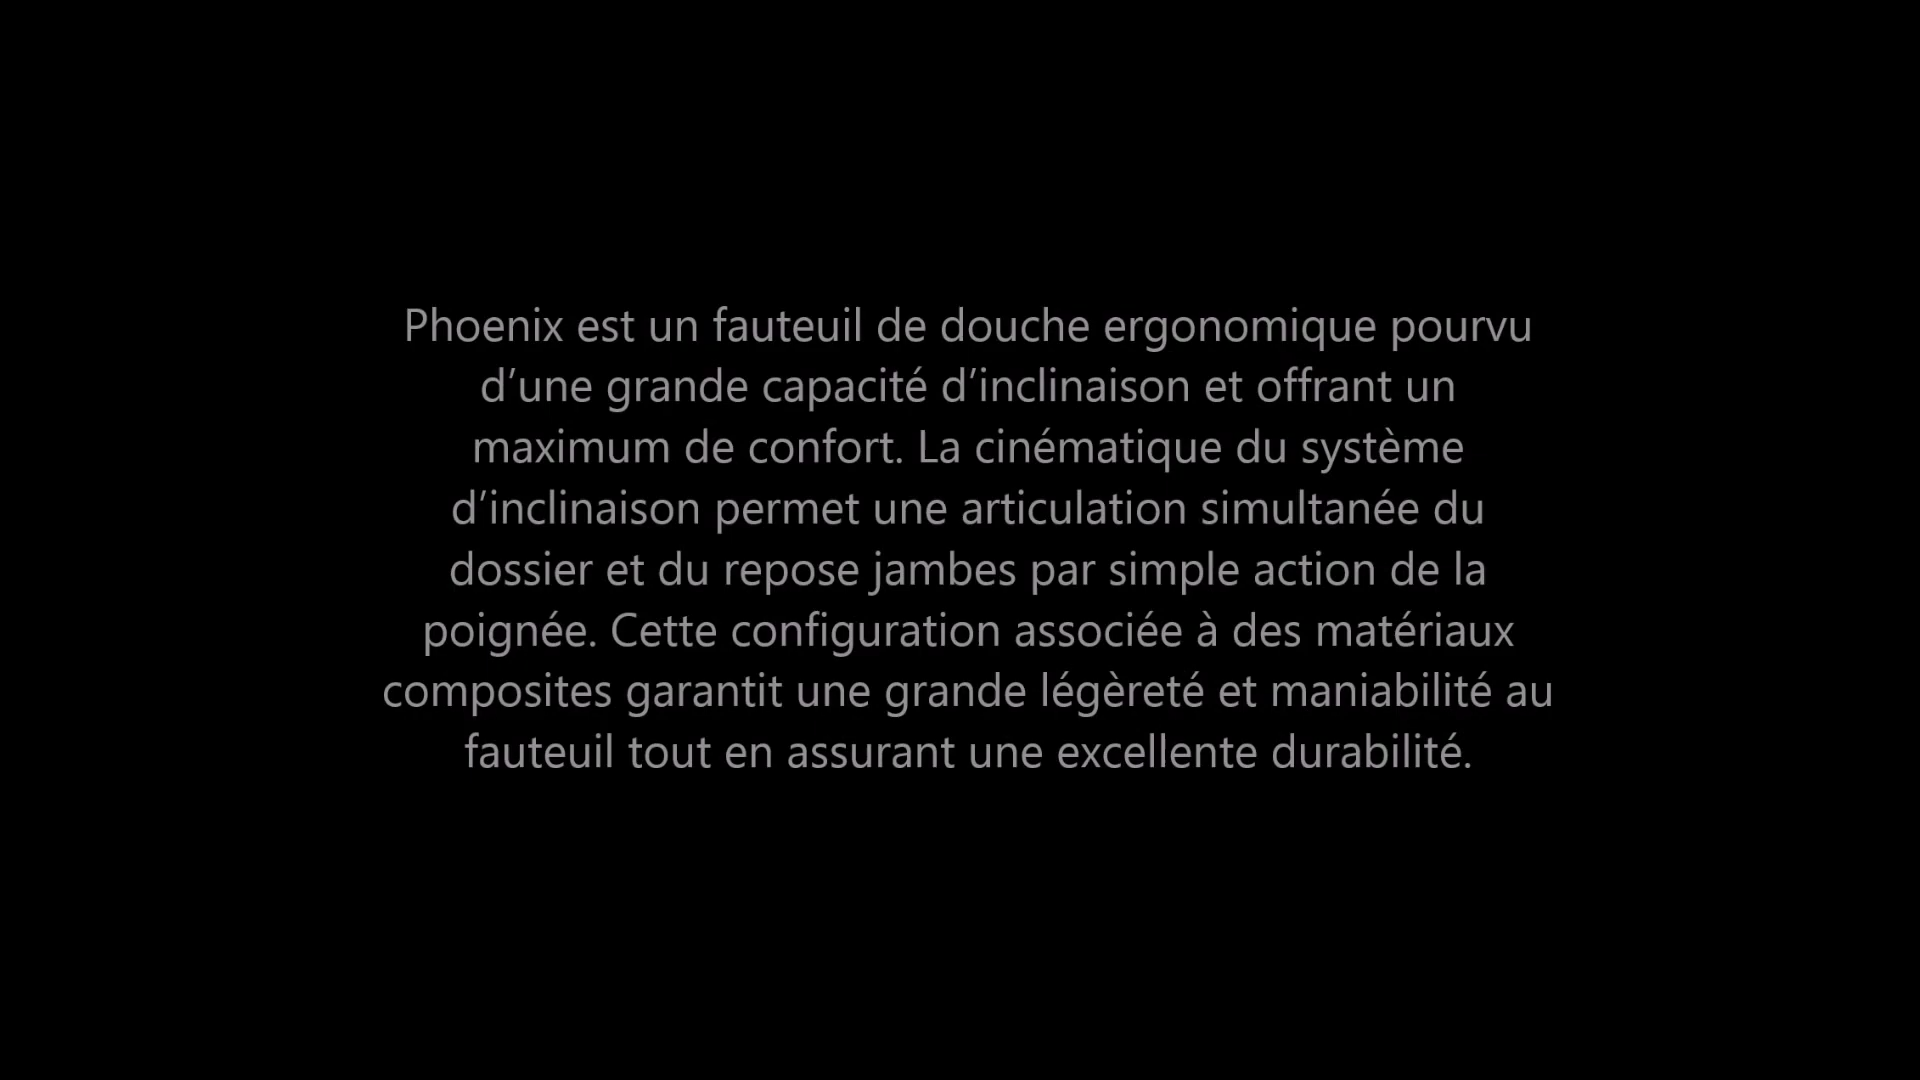 Phoenix est un fauteuil de douche ergonomique pourvu
d’une grande capacité d’inclinaison et offrant un
maximum de confort. La cinématique du système
d’inclinaison permet une articulation simultanée du
dossier et du repose jambes par simple action de la
poignée. Cette configuration associée à des matériaux
composites garantit une grande légèreté et maniabilité au
fauteuil tout en assurant une excellente durabilité.